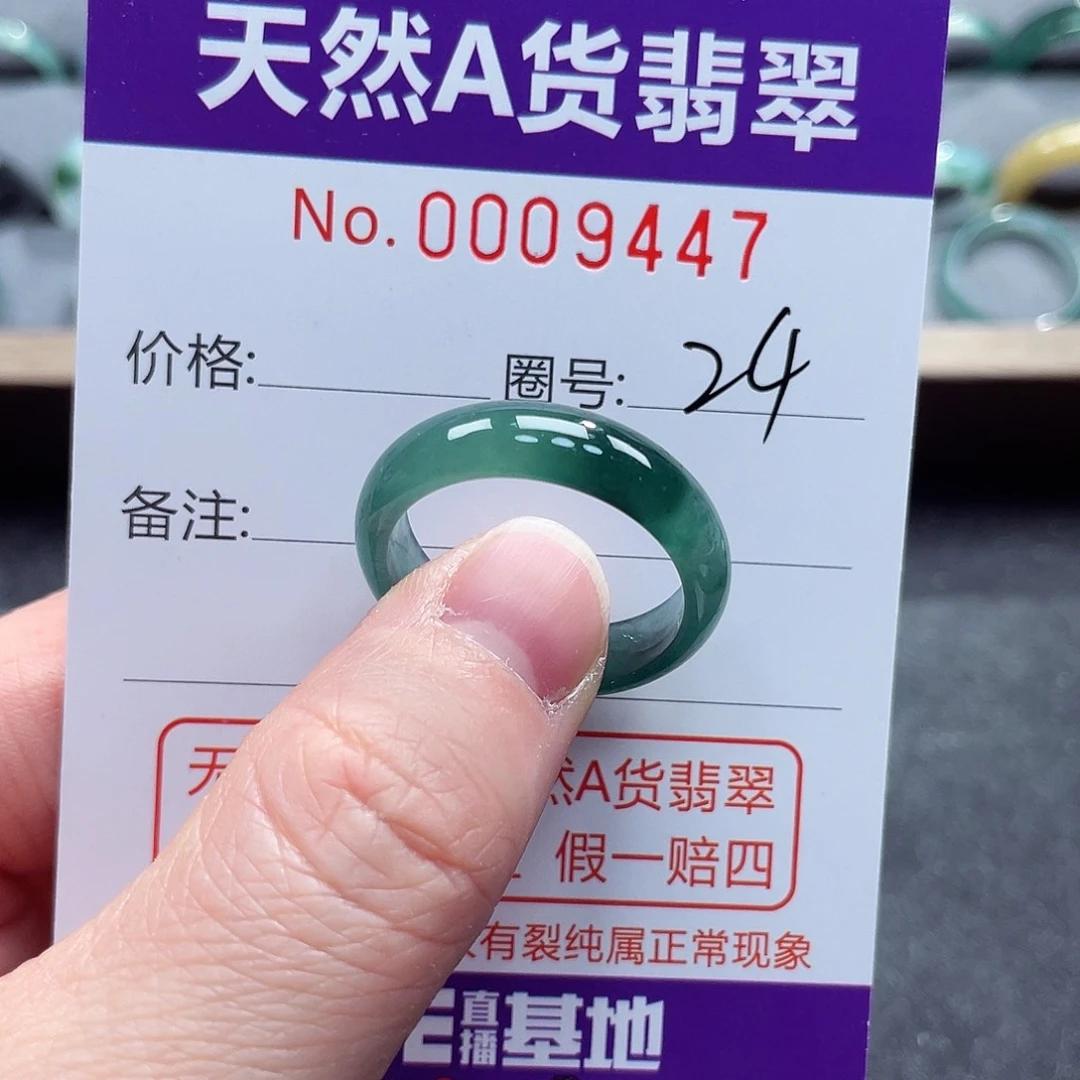 天然A货翡翠
No. 0009447
价格: 圈号: 24
备注:
然A货翡翠
假一赔四
有裂纯属正常现象
直播基地